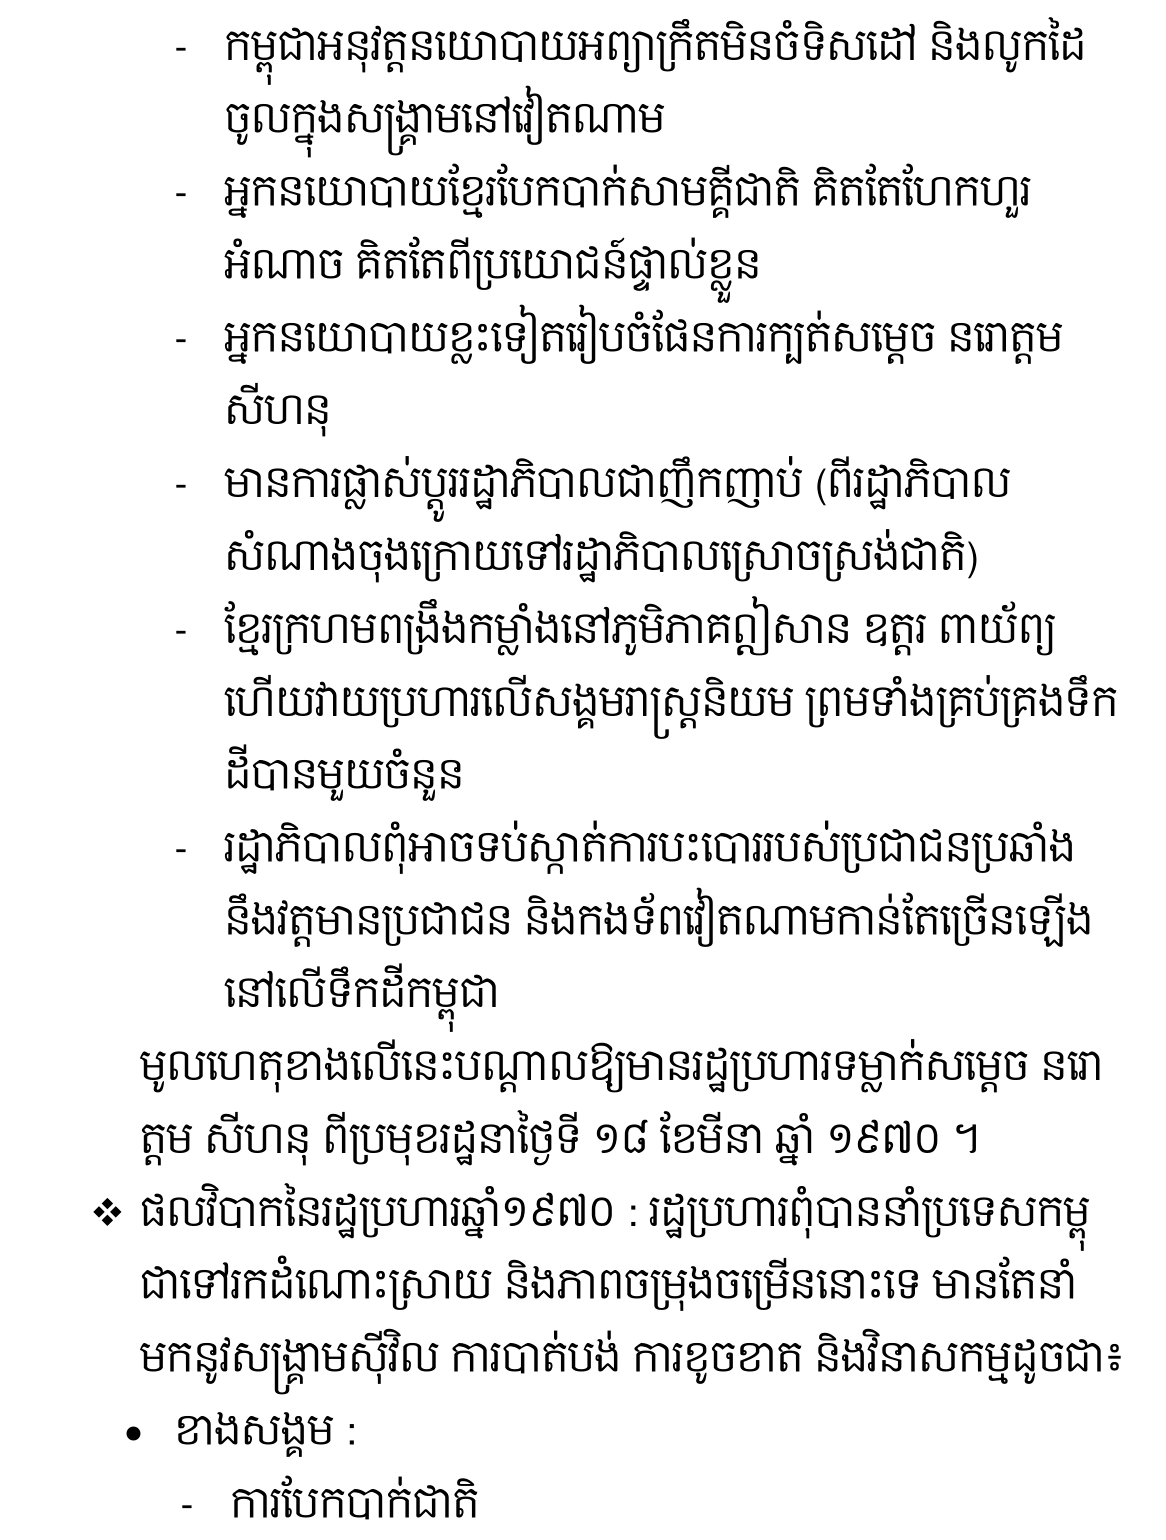 - កម្ពុជាអនុវត្តនយោបាយអព្យាក្រឹតមិនចំទិសដៅ និងលូកដៃ
ចូលក្នុងសង្គ្រាមនៅវៀតណាម
- អ្នកនយោបាយខ្មែរបែកបាក់សាមគ្គីជាតិ គិតតែហែកហួរ
អំណាច គិតតែពីប្រយោជន៍ផ្ទាល់ខ្លួន
- អ្នកនយោបាយខ្លះទៀតរៀបចំផែនការក្បត់សម្តេច នរោត្តម
សីហនុ
- មានការផ្លាស់ប្តូររដ្ឋាភិបាលជាញឹកញាប់ (ពីរដ្ឋាភិបាល
សំណាងចុងក្រោយទៅរដ្ឋាភិបាលស្រោចស្រង់ជាតិ)
- ខ្មែរក្រហមពង្រឹងកម្លាំងនៅភូមិភាគឦសាន ឧត្តរ ពាយ័ព្យ
ហើយវាយប្រហារលើសង្គមរាស្ត្រនិយម ព្រមទាំងគ្រប់គ្រងទឹក
ដីបានមួយចំនួន
- រដ្ឋាភិបាលពុំអាចទប់ស្កាត់ការបះបោររបស់ប្រជាជនប្រឆាំង
នឹងវត្តមានប្រជាជន និងកងទ័ពវៀតណាមកាន់តែច្រើនឡើង
នៅលើទឹកដីកម្ពុជា
មូលហេតុខាងលើនេះបណ្តាលឱ្យមានរដ្ឋប្រហារទម្លាក់សម្តេច នរោ
ត្តម សីហនុ ពីប្រមុខរដ្ឋនាថ្ងៃទី ១៨ ខែមីនា ឆ្នាំ ១៩៧០ ។
❖ ផលវិបាកនៃរដ្ឋប្រហារឆ្នាំ១៩៧០ : រដ្ឋប្រហារពុំបាននាំប្រទេសកម្ពុ
ជាទៅរកដំណោះស្រាយ និងភាពចម្រុងចម្រើននោះទេ មានតែនាំ
មកនូវសង្គ្រាមស៊ីវិល ការបាត់បង់ ការខូចខាត និងវិនាសកម្មដូចជា៖
• ខាងសង្គម :
- ការបែកបាក់ជាតិ